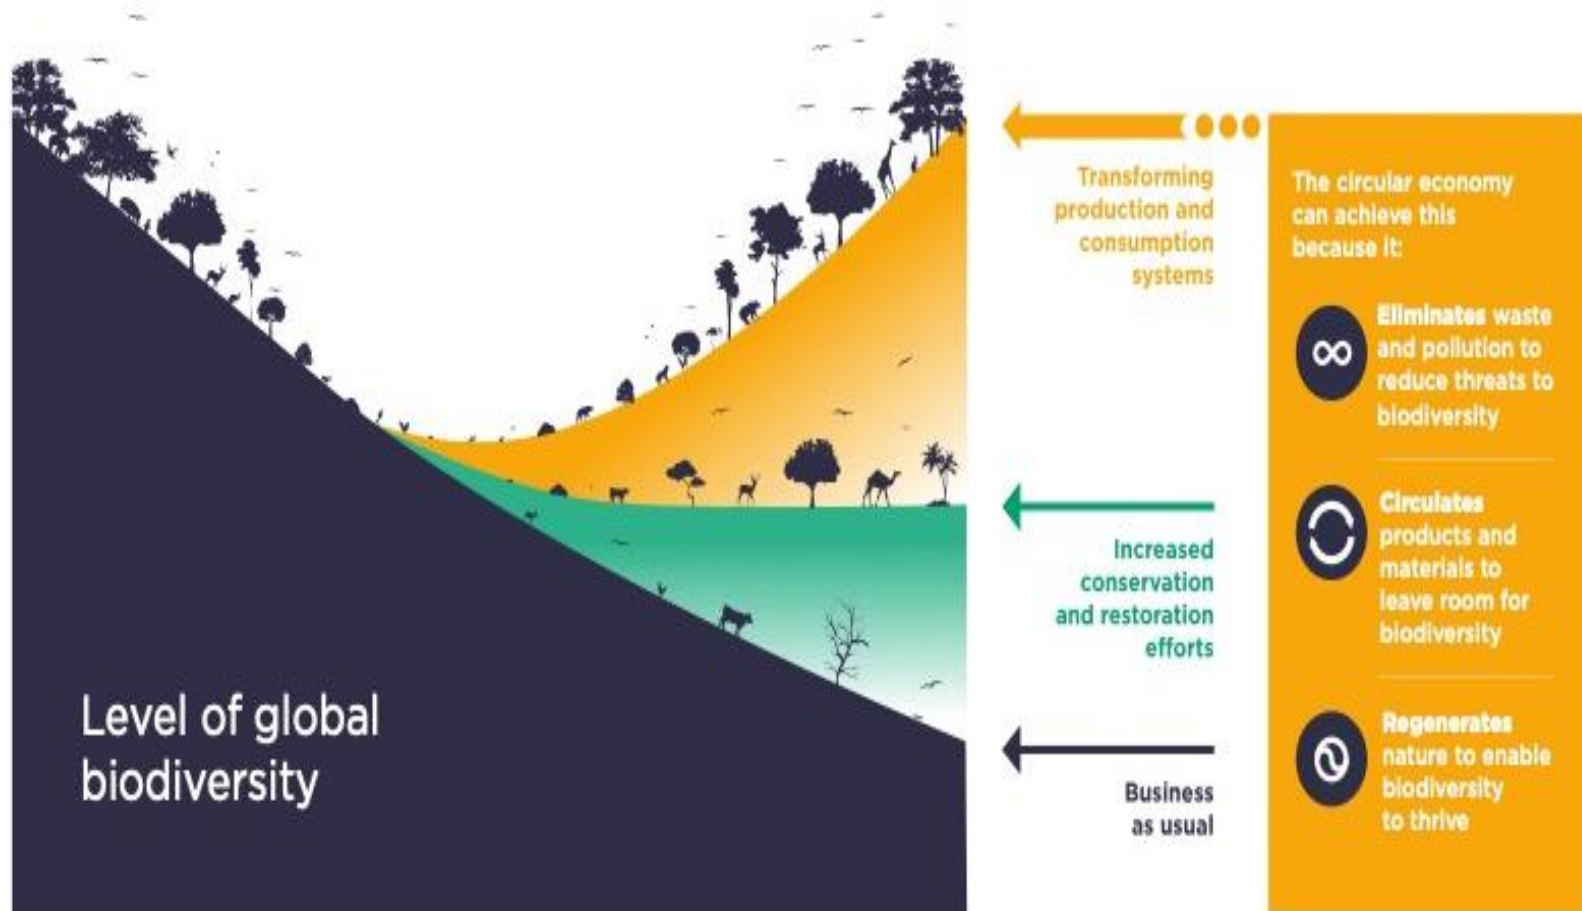 Level of global
biodiversity
Transforming
production and
consumption
systems
Increased
conservation
and restoration
efforts
Business
as usual
The circular economy
can achieve this
because it:
Eliminates waste
and pollution to
reduce threats to
biodiversity
Circulates
products and
materials to
leave room for
biodiversity
Regenerates
nature to enable
biodiversity
to thrive